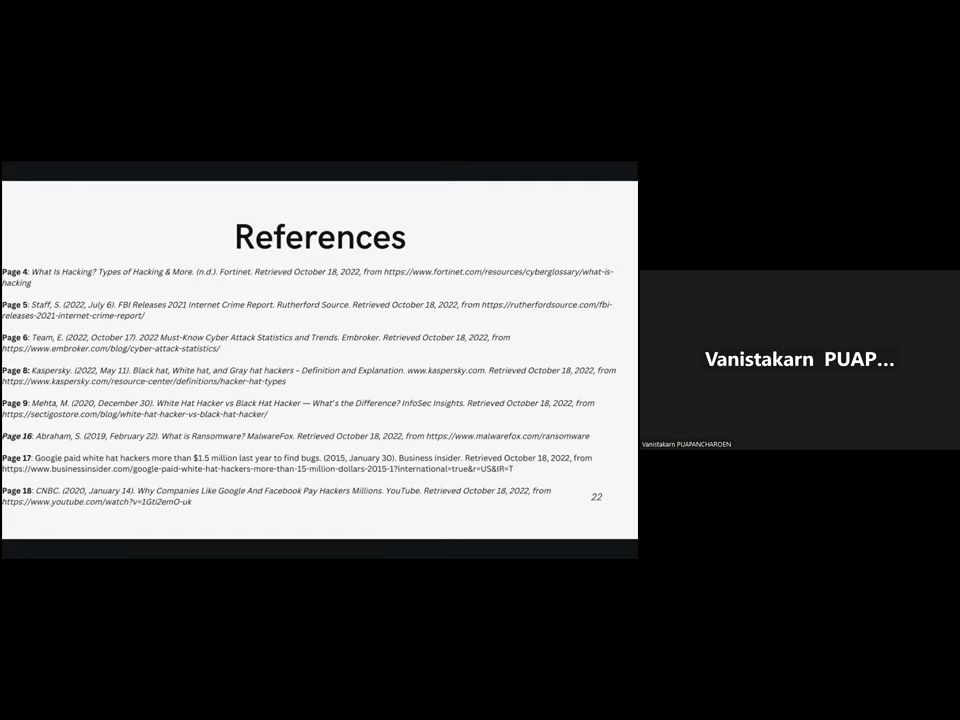 References
Page 4: What Is Hacking? Types of Hacking & More. (n.d.). Fortinet. Retrieved October 18, 2022, from https://www.fortinet.com/resources/cyberglossary/what-is-
hacking
Page 5: Staff, S. (2022, July 6). FBI Releases 2021 Internet Crime Report. Rutherford Source. Retrieved October 18, 2022, from https://rutherfordsource.com/fbi-
releases-2021-internet-crime-report/
Page 6: Team, E. (2022, October 17). 2022 Must-Know Cyber Attack Statistics and Trends. Embroker. Retrieved October 18, 2022, from
https://www.embroker.com/blog/cyber-attack-statistics/
Page 8: Kaspersky. (2022, May 11). Black hat, White hat, and Gray hat hackers – Definition and Explanation. www.kaspersky.com. Retrieved October 18, 2022, from
https://www.kaspersky.com/resource-center/definitions/hacker-hat-types
Page 9: Mehta, M. (2020, December 30). White Hat Hacker vs Black Hat Hacker — What's the Difference? InfoSec Insights. Retrieved October 18, 2022, from
https://sectigostore.com/blog/white-hat-hacker-vs-black-hat-hacker/
Page 16: Abraham, S. (2019, February 22). What is Ransomware? MalwareFox. Retrieved October 18, 2022, from https://www.malwarefox.com/ransomware
Page 17: Google paid white hat hackers more than $1.5 million last year to find bugs. (2015, January 30). Business Insider. Retrieved October 18, 2022, from
https://www.businessinsider.com/google-paid-white-hat-hackers-more-than-15-million-dollars-2015-1?international=true&r=US&IR=T
Page 18: CNBC. (2020, January 14). Why Companies Like Google And Facebook Pay Hackers Millions. YouTube. Retrieved October 18, 2022, from
https://www.youtube.com/watch?v=1Gti2emO-uk
22
Vanistakarn PUAP...
Vanistakarn PUAPANCHAROEN